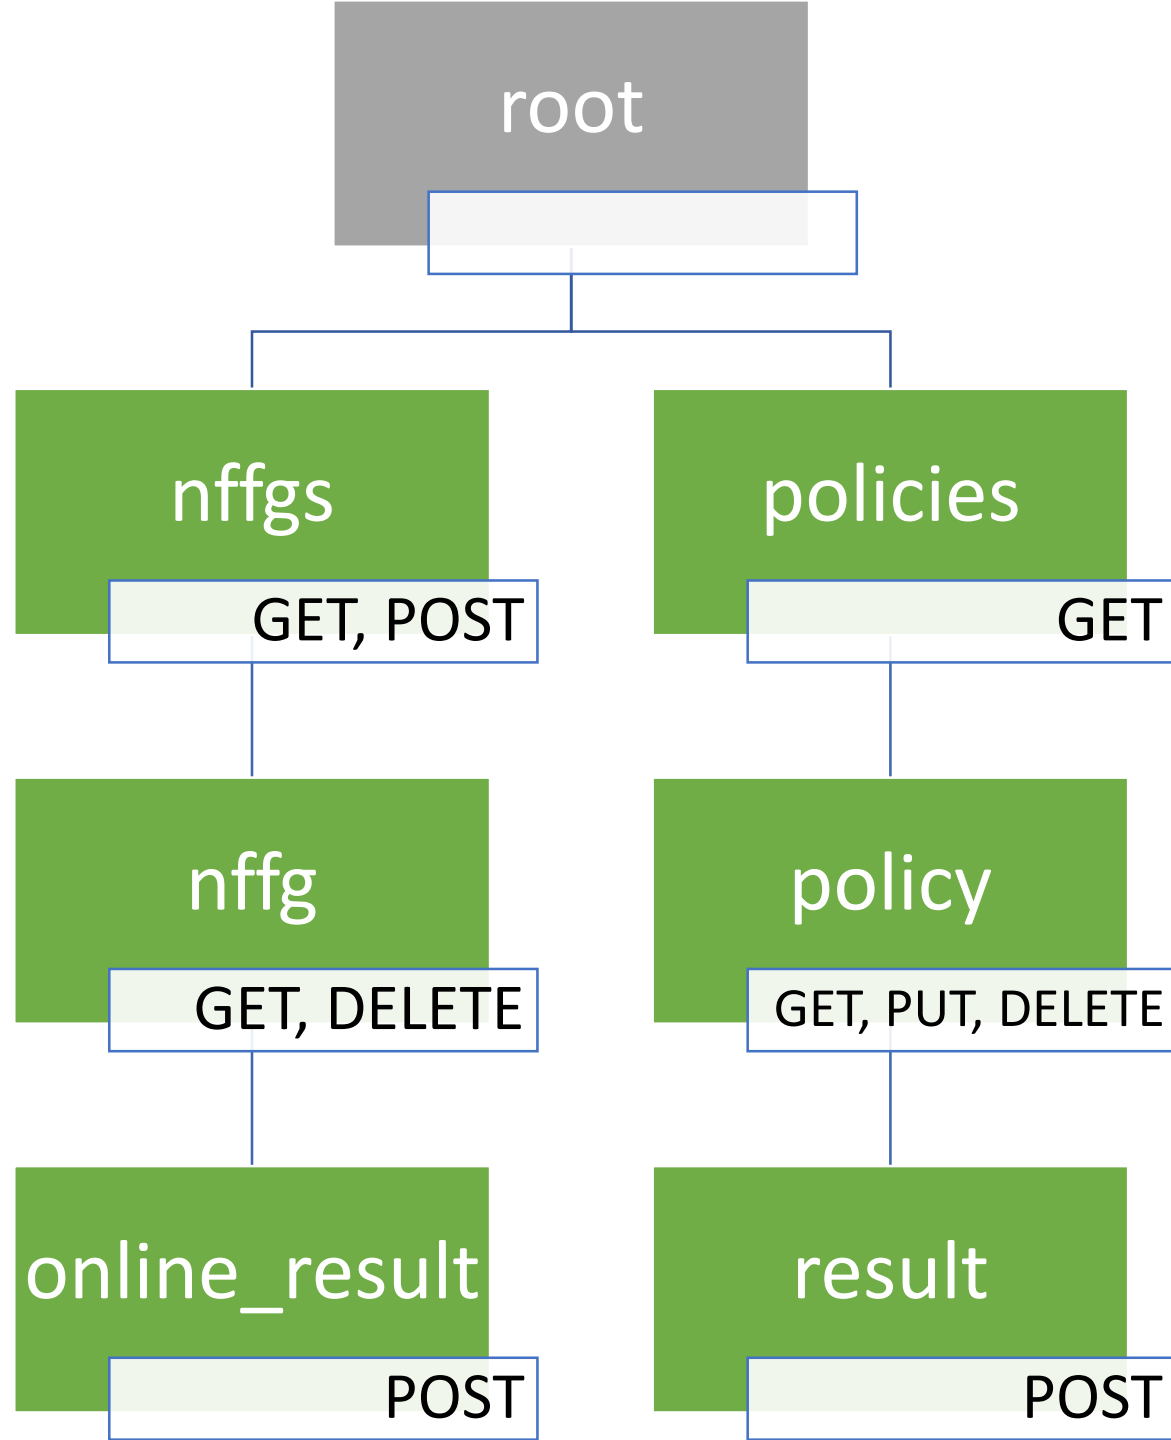 root
nffgs
GET, POST
policies
GET
nffg
GET, DELETE
policy
GET, PUT, DELETE
online_result
POST
result
POST